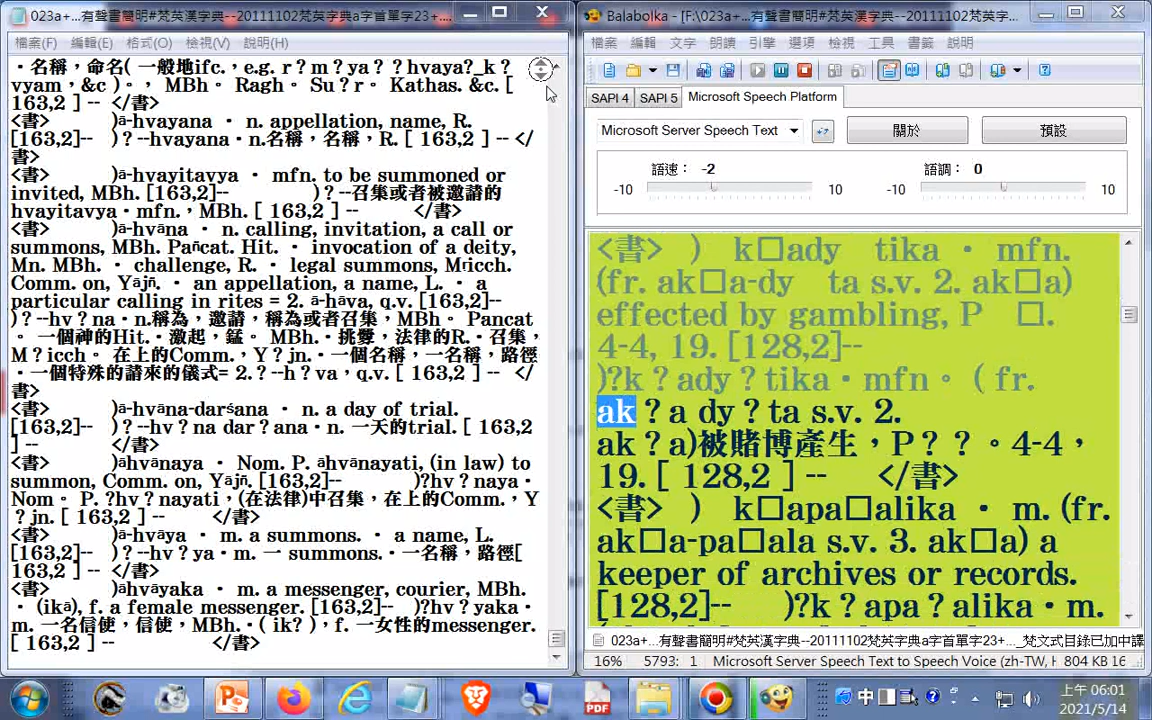 ...有聲書簡明#梵英漢字典--20111102梵英字典a字首單字23+...
檔案(F) 編輯(E) 格式(O) 檢視(V) 說明(H)
・名稱，命名( 一般地ifc.，e.g. r？m？ya？？hvaya?_k？
vyam，&c )。， MBh。 Ragh。 Su？r。 Kathas. &c. [
163,2 ] -- </書>
<書> )ā-hvayana ・ n. appellation, name, R.
[163,2]-- )？--hvayana・n.名稱，名稱，R. [ 163,2 ] -- </
書>
<書> )ā-hvayitavya ・ mfn. to be summoned or
invited, MBh. [163,2]-- )？--召集或者被邀請的
hvayitavya・mfn.，MBh. [ 163,2 ] -- </書>
<書> )ā-hvāna ・ n. calling, invitation, a call or
summons, MBh. Pañcat. Hit. ・ invocation of a deity,
Mn. MBh. ・ challenge, R. ・ legal summons, Mṛicch.
Comm. on, Yājñ. ・ an appellation, a name, L. ・ a
particular calling in rites = 2. ā-hāva, q.v. [163,2]--
)？--hv？na・n.稱為，邀請，稱為或者召集，MBh。 Pancat
。 一個神的Hit.・激起，錳。 MBh.・挑釁，法律的R.・召集，
M？icch。 在上的Comm.，Y？jn.・一個名稱，一名稱，路徑
・一個特殊的請來的儀式= 2.？--h？va，q.v. [ 163,2 ] -- </
書>
<書> )ā-hvāna-darśana ・ n. a day of trial.
[163,2]-- )？--hv？na dar？ana・n. 一天的trial. [ 163,2
] -- </書>
<書> )āhvānaya ・ Nom. P. āhvānayati, (in law) to
summon, Comm. on, Yājñ. [163,2]-- )?hv？naya・
Nom。 P. ?hv？nayati，(在法律)中召集，在上的Comm.，Y
？jn. [ 163,2 ] -- </書>
<書> )ā-hvāya ・ m. a summons. ・ a name, L.
[163,2]-- )？--hv？ya・m. 一 summons.・一名稱，路徑[
163,2 ] -- </書>
<書> )āhvāyaka ・ m. a messenger, courier, MBh.
・ (ikā), f. a female messenger. [163,2]-- )?hv？yaka・
m. 一名信使，信使，MBh.・( ik？)，f. 一女性的messenger.
[ 163,2 ] -- </書>
Balabolka - [F:\023a+...有聲書簡明#梵英漢字典--20111102梵英字...
檔案 編輯 文字 朗讀 引擎 選項 檢視 工具 書籤 說明
SAPI 4 SAPI 5 Microsoft Speech Platform
Microsoft Server Speech Text 關於 預設
語速： -2 語調： 0
-10 10 -10 10
<書> ) k□ady tika ・ mfn.
(fr. ak□a-dy ta s.v. 2. ak□a)
effected by gambling, P □.
4-4, 19. [128,2]--
)?k？ady？tika・mfn。 ( fr.
ak？a dy？ta s.v. 2.
ak？a)被賭博產生，P？？。4-4，
19. [ 128,2 ] -- </書>
<書> ) k□apa□alika ・ m. (fr.
ak□a-pa□ala s.v. 3. ak□a) a
keeper of archives or records.
[128,2]-- )?k？apa？alika・m.
023a+...有聲書簡明#梵英漢字典--20111102梵英字典a字首單字23+..._梵文式目錄已加中譯
16% 5793: 1 Microsoft Server Speech Text to Speech Voice (zh-TW, H 804 KB 16
中
上午 06:01
2021/5/14